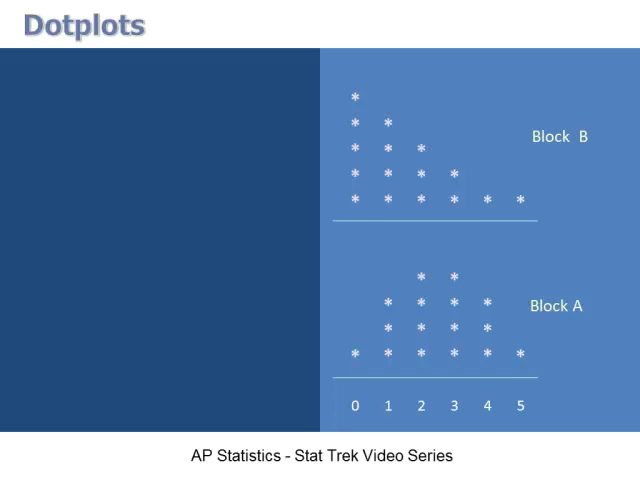 Dotplots
*
* *
* * *
* * * *
* * * * * *
Block  B
* *
* * * *
* * * *
* * * * * *
Block A
0 1 2 3 4 5
AP Statistics - Stat Trek Video Series